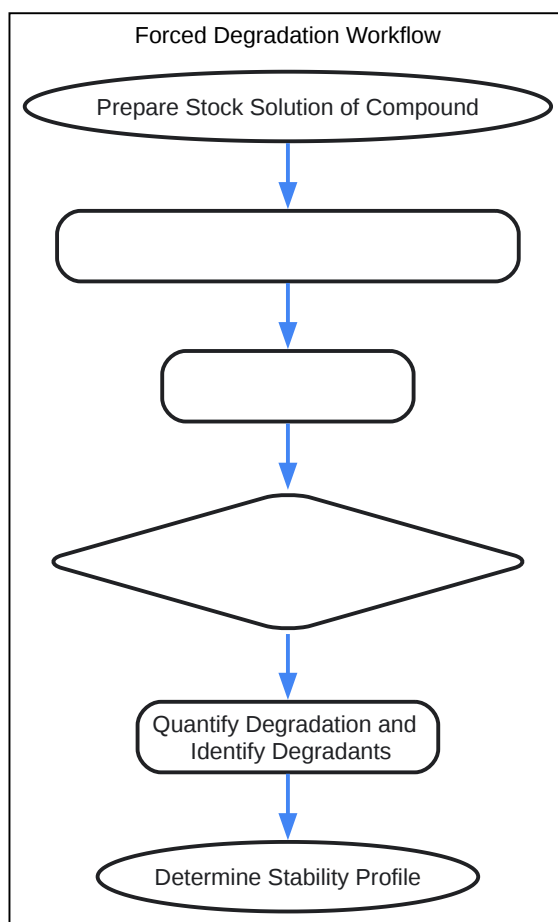 Forced Degradation Workflow
Prepare Stock Solution of Compound
Quantify Degradation and
Identify Degradants
Determine Stability Profile